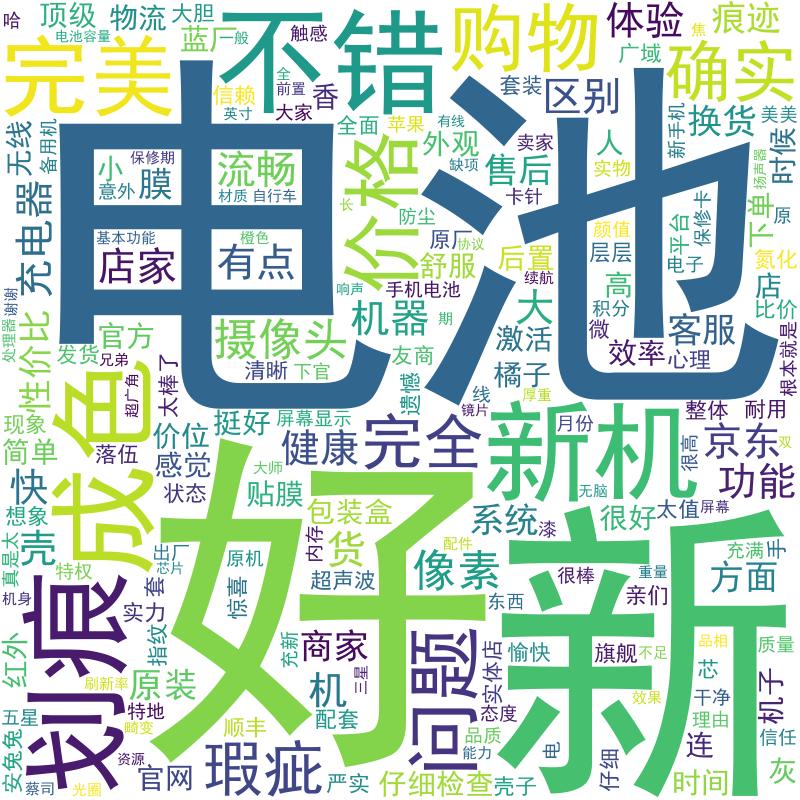 哈
顶级
物流
大胆
电池容量
蓝厂
一般
触感
不错
购物
体验
痕迹
焦
广域
完美
信赖
前置
全
香
大家
英寸
套装
区别
确实
无线
备用机
小
意外
保修期
膜
流畅
材质
自行车
全面
苹果
有线
外观
缺项
卖家
售后
人
实物
卡针
新手机
换货
美美
扬声器
时候
电池
价格
长
防尘
充电器
基本功能
橙色
店家
有点
原厂
协议
舒服
后置
颜值
层层
平台
电子
保修卡
下单
原
氮化
处理器
谢谢
性价比
官方
发货
兄弟
摄像头
响声
手机电池
机器
期
续航
大
高
积分
微
激活
客服
店
比价
效率
心理
根本就是
清晰
下官
友商
遗憾
线
镜片
橘子
厚重
超广角
太棒了
现象
简单
落伍
成色
价位
感觉
状态
挺好
屏幕显示
健康
完全
新机
月份
整体
耐用
很高
京东
双
功能
快
想象
壳
真是太
特权
大师
贴膜
无脑
包装盒
内存
货
系统
漆
很好
太值
屏幕
充满
手
好
新
庄厂
片
原机
惊喜
超声波
像素
配件
很棒
重量
亲们
方面
划痕
机身
套
实力
指纹
红外
刷新率
原装
特地
充新
商家
三星
机
配套
问题
东西
愉快
实体店
态度
旗舰
不足
品相
芯
质量
效果
干净
理由
机子
信任
五星
安兔兔
蔡司
光圈
畸变
资源
顺丰
官网
瑕疵
严实
品质
能力
仔细检查
壳子
电
仔细
连
时间
灰